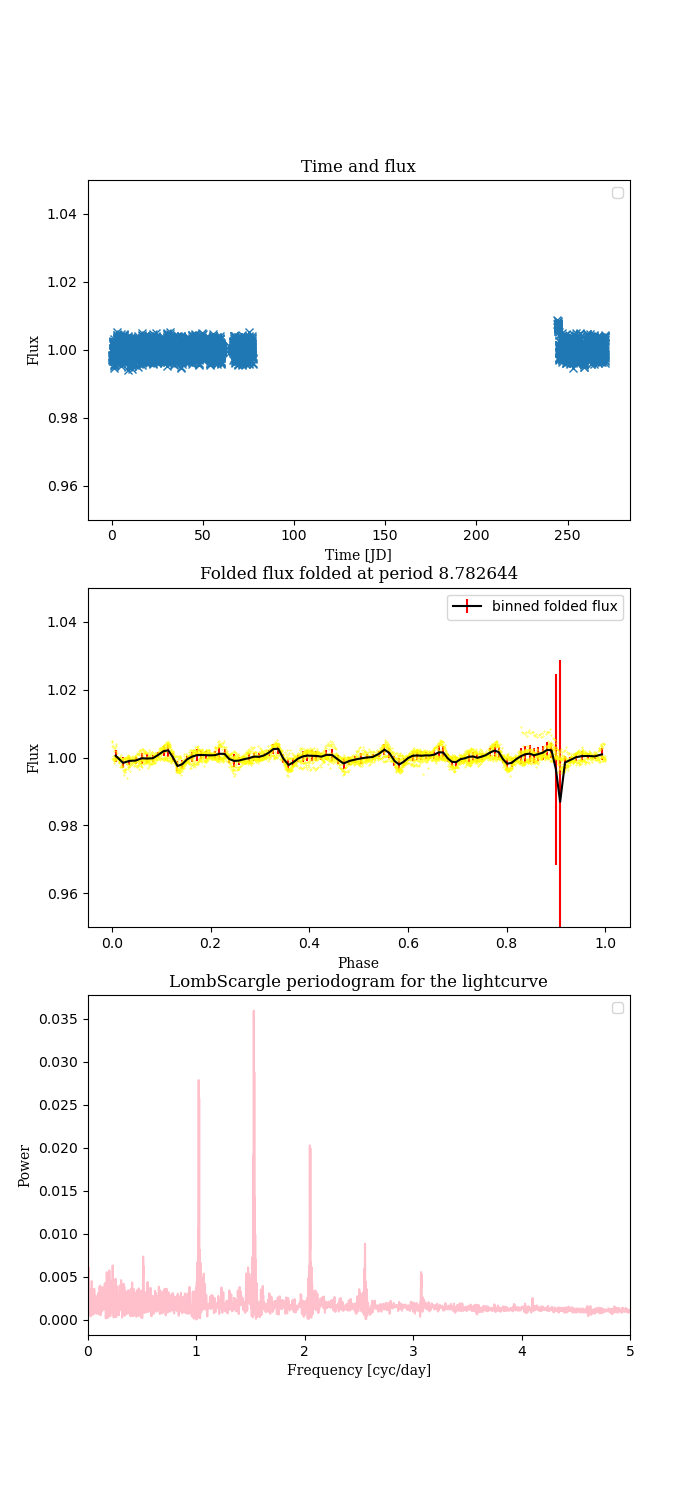 Time and flux
1.04
1.02
1.00
0.98
0.96
Flux
0 50 100 150 200 250
Time [JD]
Folded flux folded at period 8.782644
binned folded flux
1.04
1.02
1.00
0.98
0.96
Flux
0.0 0.2 0.4 0.6 0.8 1.0
Phase
LombScargle periodogram for the lightcurve
0.035
0.030
0.025
0.020
0.015
0.010
0.005
0.000
Power
0 1 2 3 4 5
Frequency [cyc/day]